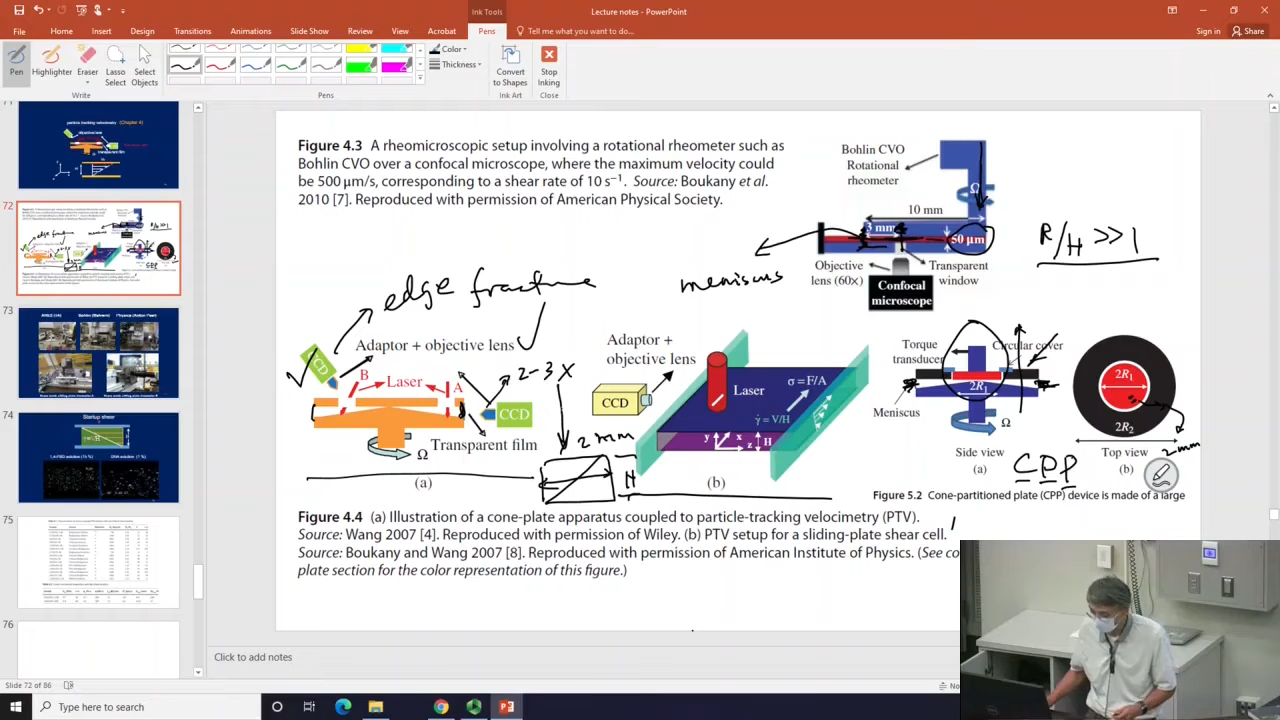 Ink Tools
Lecture notes - PowerPoint
File Home Insert Design Transitions Animations Slide Show Review View Acrobat Pens Tell me what you want to do... Sign in Share
Pen Highlighter Eraser Lasso Select Select Objects Color Thickness Convert to Shapes Stop Inking
Write Pens Ink Art Close
71
72
73
74
75
76
particle tracking velocimetry (Chapter 4)
Startup shear
Figure 4.3 A rheomicroscopic setup involving a rotational rheometer such a
Bohlin CVO over a confocal microscope, where the maximum velocity could
be 500 μm/s, corresponding to a shear rate of 10 s⁻¹. Source: Boukany et al.
2010 [7]. Reproduced with permission of American Physical Society.
Bohlin CVO
Rotational
rheometer
Ω
10 mm
3 mm
50 μm
Objective
lens (60x)
Transparent
window
Confocal
microscope
R/H >> 1
meniscus
edge fracture
Adaptor + objective lens
CCD
B
Laser
A
CCD
Transparent film
Ω
(a)
2-3 X
2 mm
H
Adaptor +
objective lens
CCD
Laser
σ = F/A
γ̇ = V/H
y x z H
(b)
Torque
transducer
Circular cover
2R₁
Meniscus
Ω
Side view
(a)
CPP
2R₁
2R₂
Top view
(b)
2mm
Figure 5.2 Cone-partitioned plate (CPP) device is made of a large
Figure 4.4 (a) Illustration of a cone-plate apparatus coupled to particle-tracking velocimetry (PTV).
Source: Wang 2007 [4]. Reproduced with permission of Wiley. (b) PTV setup for a sliding-plate shear cell.
Source: Boukany and Wang 2007 [8]. Reproduced with permission of American Institute of Physics. (See co
plate section for the color representation of this figure.)
Click to add notes
Slide 72 of 86
No
Type here to search